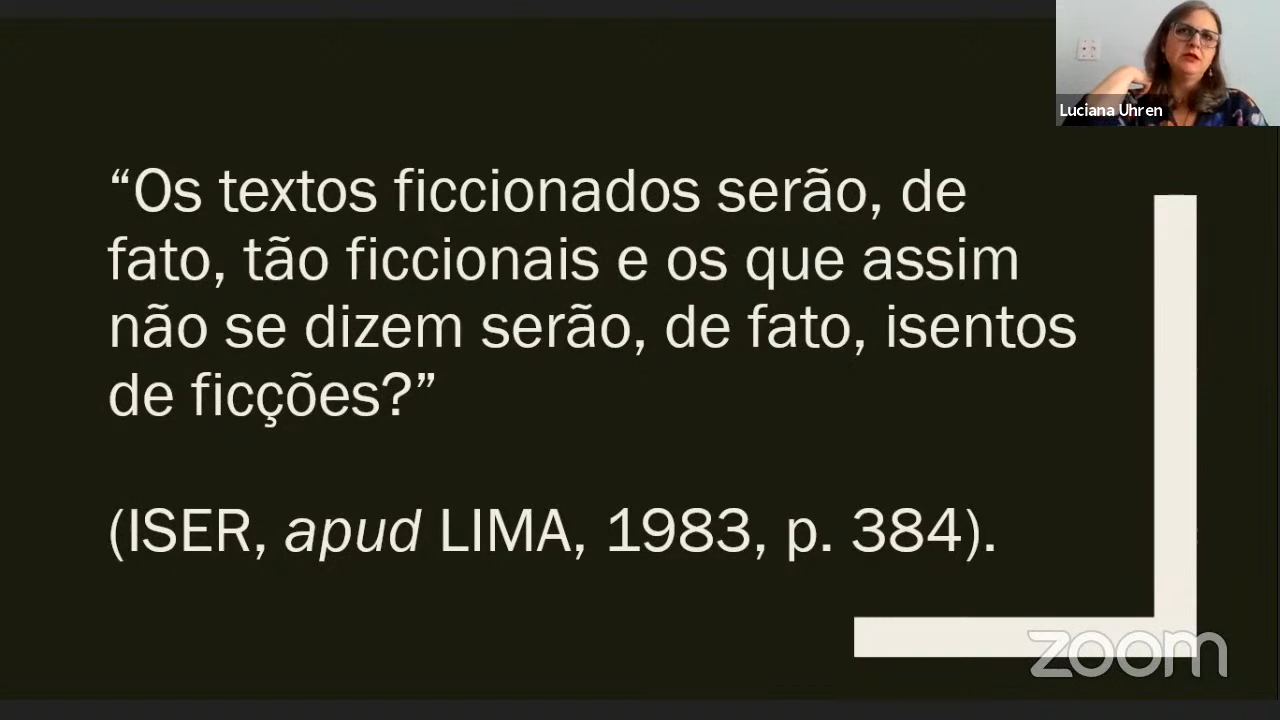 Luciana Uhren
“Os textos ficcionados serão, de
fato, tão ficcionais e os que assim
não se dizem serão, de fato, isentos
de ficções?”
(ISER, apud LIMA, 1983, p. 384).
zoom